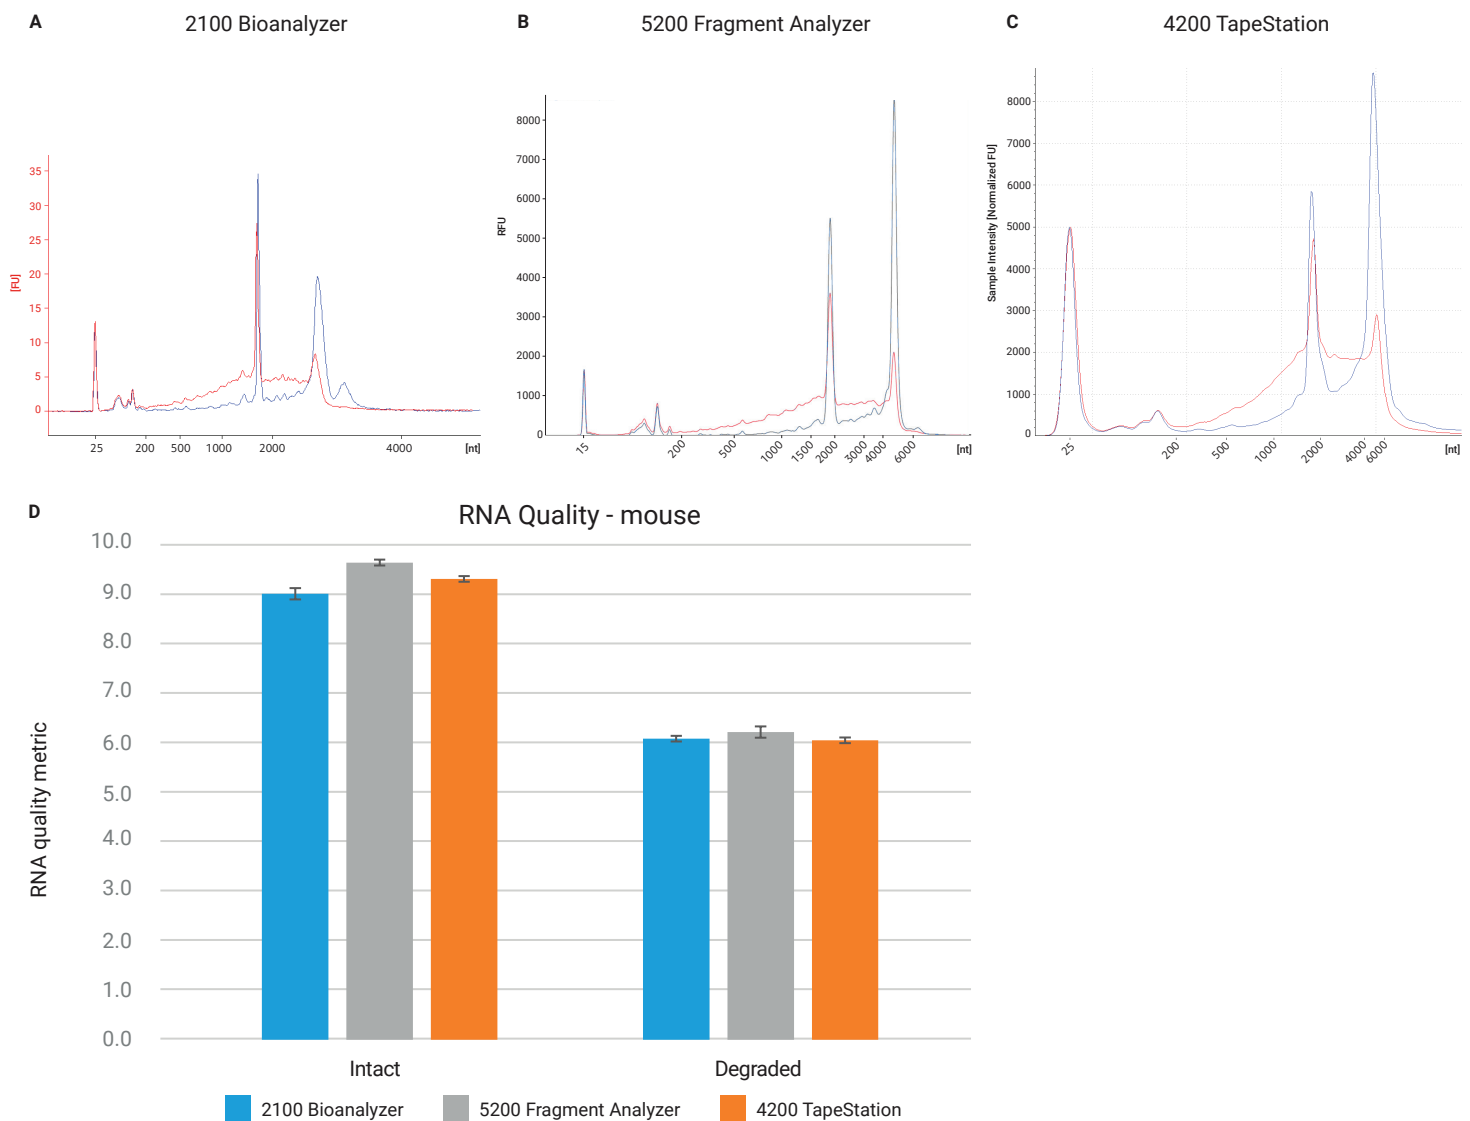 A 2100 Bioanalyzer
B 5200 Fragment Analyzer
C 4200 TapeStation
[FU]
35
30
25
20
15
10
5
0
25 200 500 1000 2000 4000 [nt]
RFU
8000
7000
6000
5000
4000
3000
2000
1000
0
15 200 500 1000 1500 2000 3000 4000 6000 [nt]
Sample Intensity [Normalized FU]
8000
7000
6000
5000
4000
3000
2000
1000
0
25 200 500 1000 2000 4000 6000 [nt]
D RNA Quality - mouse
RNA quality metric
10.0
9.0
8.0
7.0
6.0
5.0
4.0
3.0
2.0
1.0
0.0
Intact Degraded
2100 Bioanalyzer 5200 Fragment Analyzer 4200 TapeStation